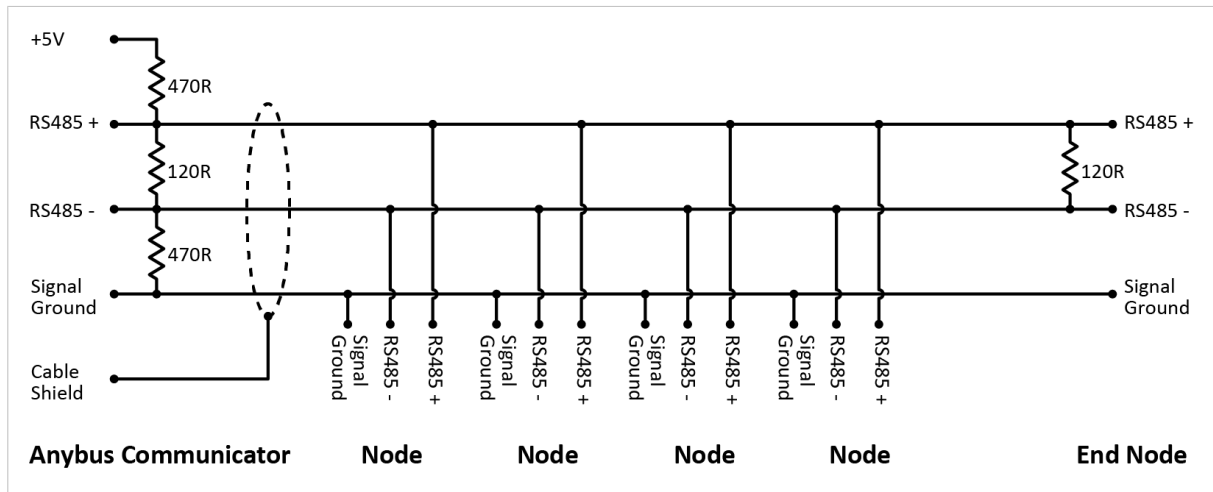 +5V
470R
RS485 +
RS485 +
120R
120R
RS485 -
RS485 -
470R
Signal
Ground
Signal
Ground
Cable
Shield
Signal
Ground
RS485 -
RS485 +
Signal
Ground
RS485 -
RS485 +
Signal
Ground
RS485 -
RS485 +
Signal
Ground
RS485 -
RS485 +
Anybus Communicator
Node
Node
Node
Node
End Node